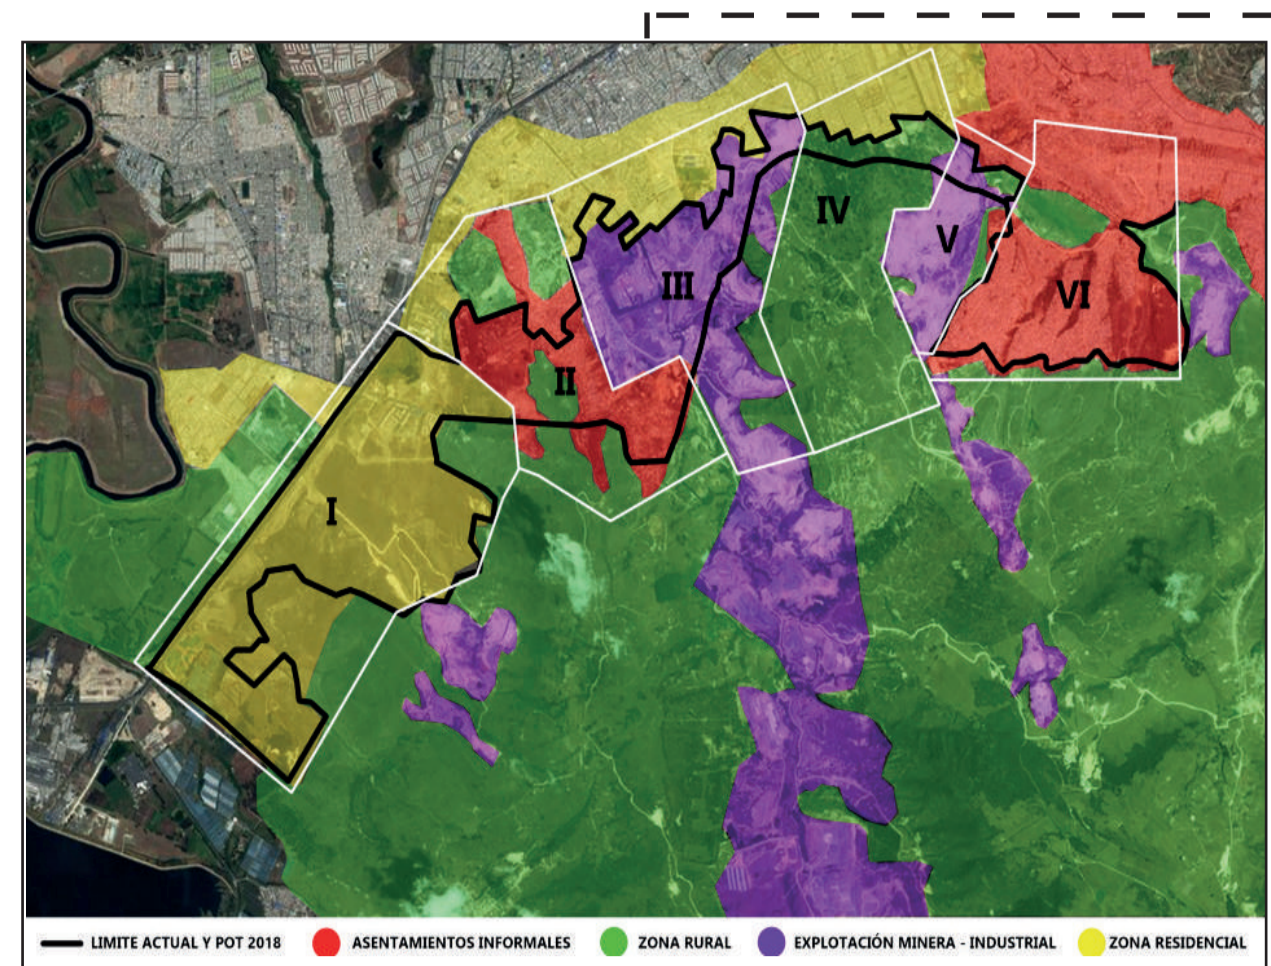 IV
V
III
VI
II
I
LIMITE ACTUAL Y POT 2018 ASENTAMIENTOS INFORMALES ZONA RURAL EXPLOTACIÓN MINERA - INDUSTRIAL ZONA RESIDENCIAL